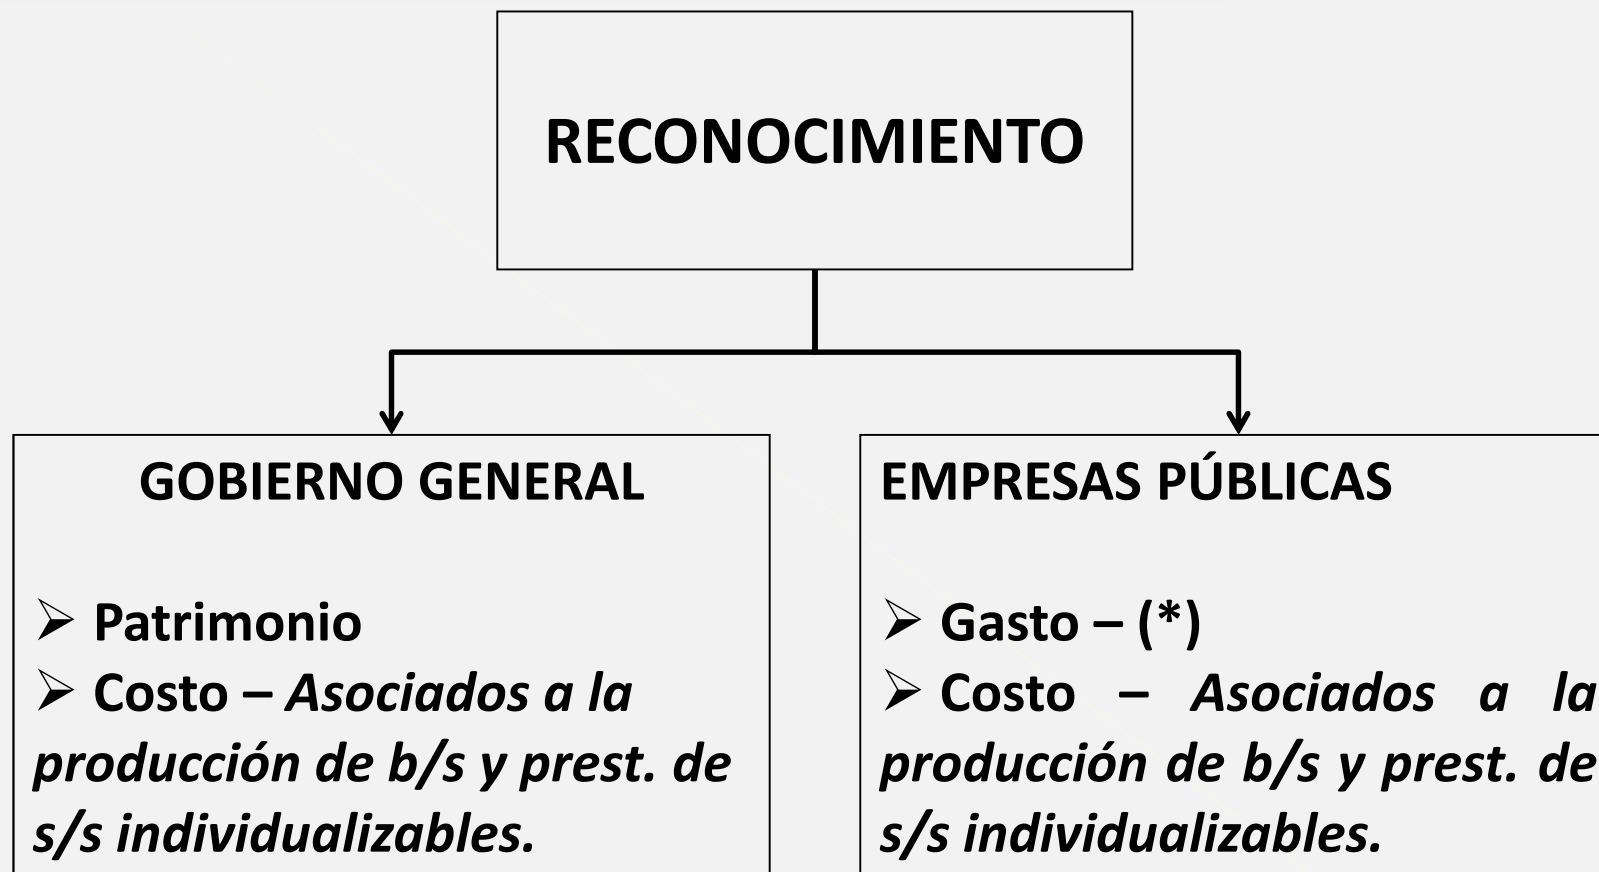 RECONOCIMIENTO
GOBIERNO GENERAL
➢ Patrimonio
➢ Costo – Asociados a la
producción de b/s y prest. de
s/s individualizables.
EMPRESAS PÚBLICAS
➢ Gasto – (*)
➢ Costo – Asociados a la
producción de b/s y prest. de
s/s individualizables.